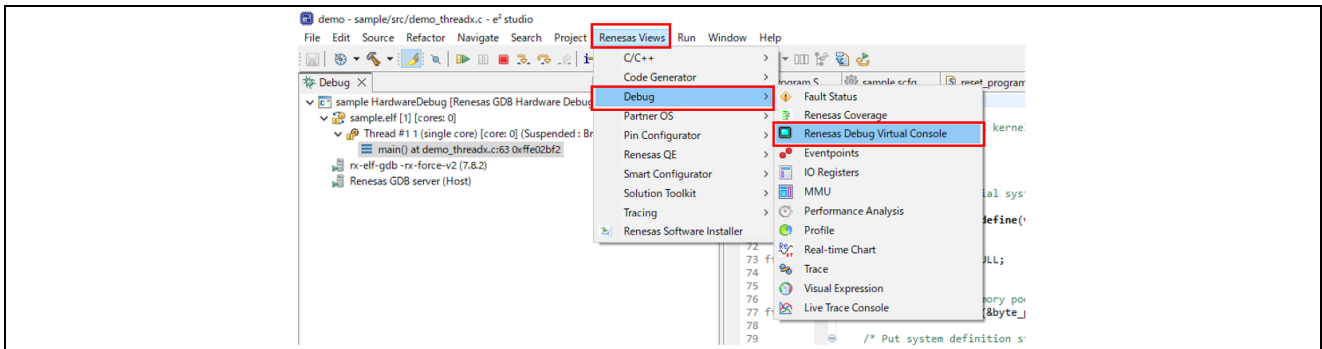 demo - sample/src/demo_threadx.c - e² studio
File Edit Source Refactor Navigate Search Project Renesas Views Run Window Help
Debug
sample HardwareDebug [Renesas GDB Hardware Debug
sample.elf [1] [cores: 0]
Thread #1 1 (single core) [core: 0] (Suspended : Br
main() at demo_threadx.c:63 0xffe02bf2
rx-elf-gdb -rx-force-v2 (7.8.2)
Renesas GDB server (Host)
C/C++
Code Generator
Debug
Partner OS
Pin Configurator
Renesas QE
Smart Configurator
Solution Toolkit
Tracing
Renesas Software Installer
sample.scfg
reset_program
Fault Status
Renesas Coverage
Renesas Debug Virtual Console
Eventpoints
IO Registers
MMU
Performance Analysis
Profile
Real-time Chart
Trace
Visual Expression
Live Trace Console
kerne
ial sys
define(
72
73
74
75
76
77
78
79 /* Put system definition s